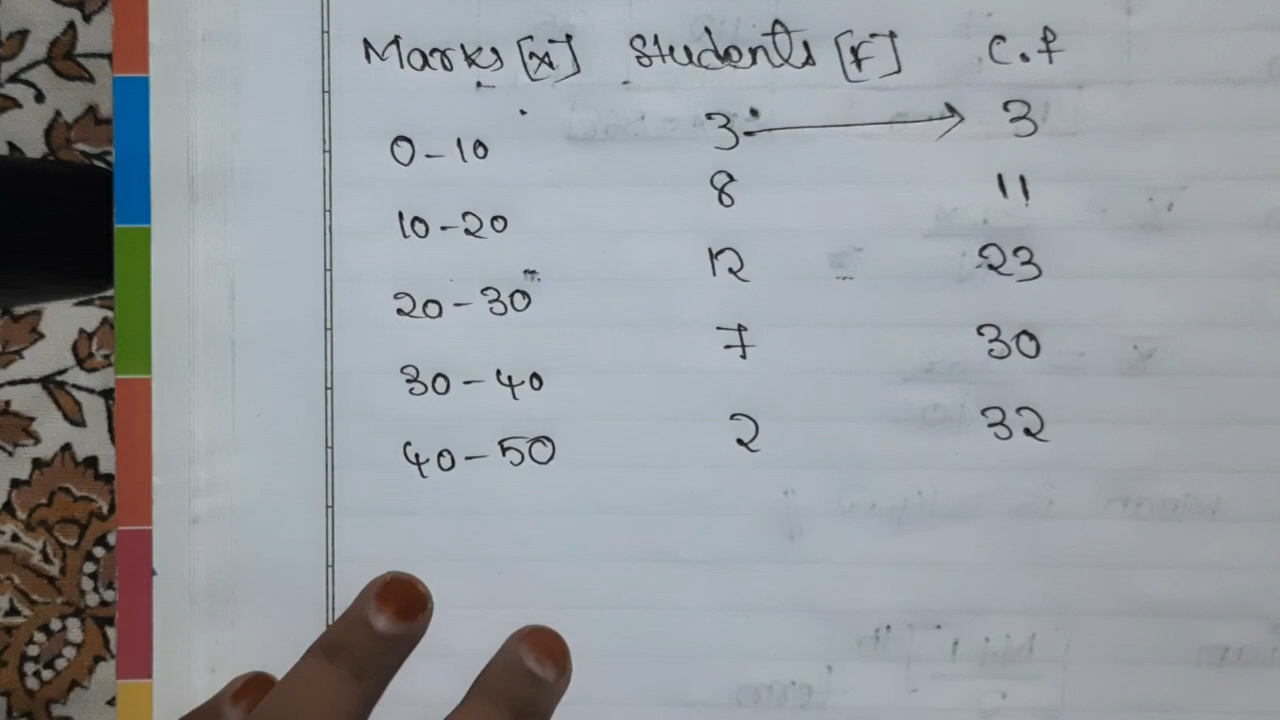 Marks [x] Students [F] C.f
0-10 3 → 3
10-20 8 11
20-30 12 23
30-40 7 30
40-50 2 32